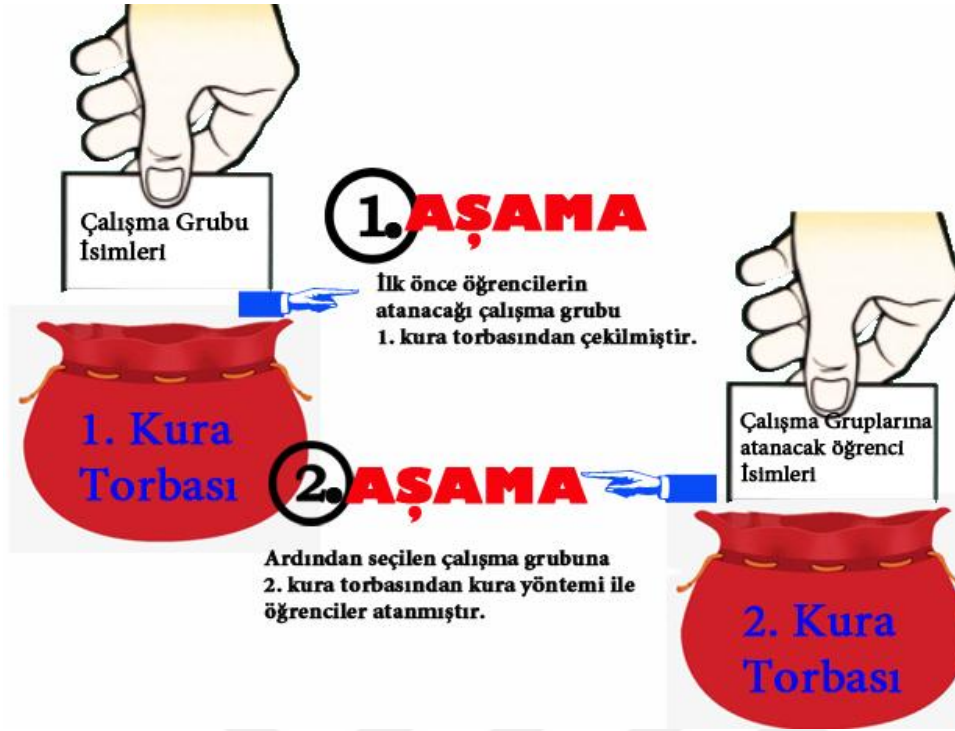 Çalışma Grubu
İsimleri
1. AŞAMA
İlk önce öğrencilerin
atanacağı çalışma grubu
1. kura torbasından çekilmiştir.
1. Kura
Torbası
Çalışma Gruplarına
atanacak öğrenci
İsimleri
2. AŞAMA
Ardından seçilen çalışma grubuna
2. kura torbasından kura yöntemi ile
öğrenciler atanmıştır.
2. Kura
Torbası